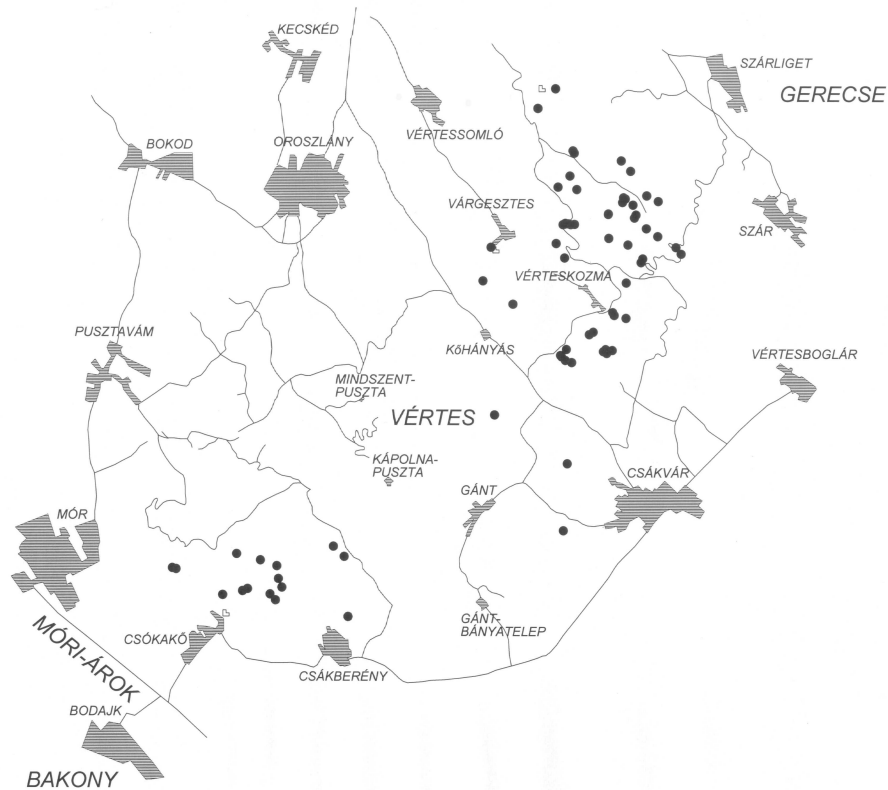 KECSKÉD
SZÁRLIGET
GERECSE
VÉRTESSOMLÓ
BOKOD
OROSZLÁNY
VÁRGESZTES
SZÁR
VÉRTESKOZMA
PUSZTAVÁM
KőHÁNYÁS
VÉRTESBOGLÁR
MINDSZENT-
PUSZTA
VÉRTES
KÁPOLNA-
PUSZTA
CSÁKVÁR
GÁNT
MÓR
GÁNT-
BÁNYATELEP
CSÓKAKŐ
MÓRI-ÁROK
CSÁKBERÉNY
BODAJK
BAKONY